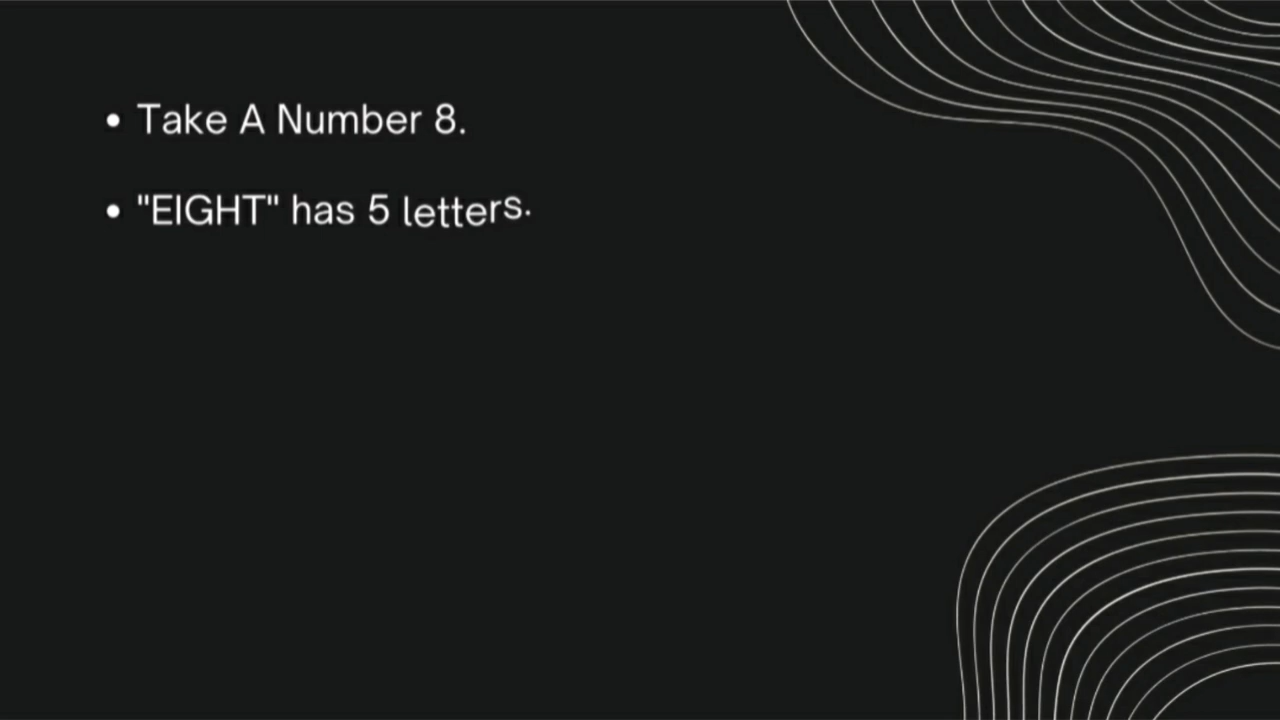 • Take A Number 8.
• "EIGHT" has 5 letters.